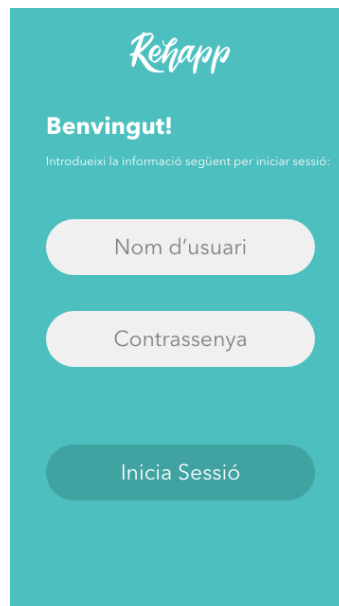 Rehapp
Benvingut!
Introdueixi la informació següent per iniciar sessió:
Nom d'usuari
Contrassenya
Inicia Sessió